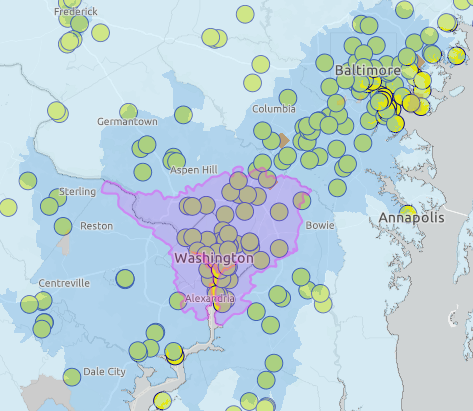 Frederick
Baltimore
Columbia
Germantown
Aspen Hill
Sterling
Annapolis
Reston
Bowie
Washington
Centreville
Alexandria
Dale City